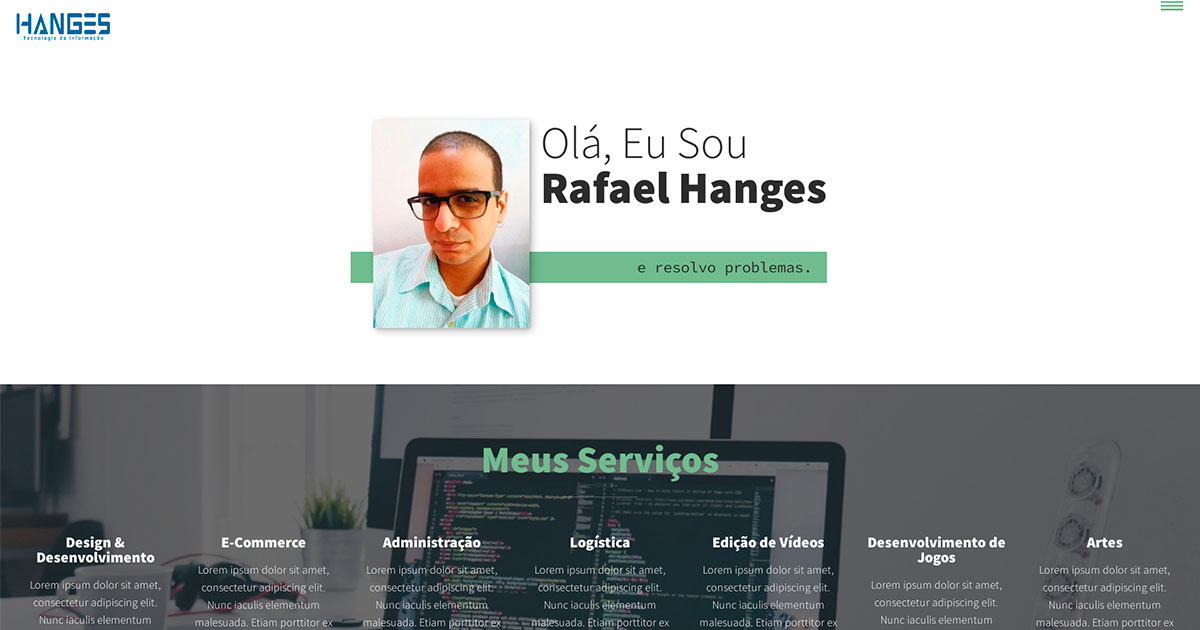 HANGES
Tecnologia da Informação
Olá, Eu Sou
Rafael Hanges
e resolvo problemas.
Meus Serviços
Design &
Desenvolvimento
Lorem ipsum dolor sit amet,
consectetur adipiscing elit.
Nunc iaculis elementum
E-Commerce
Lorem ipsum dolor sit amet,
consectetur adipiscing elit.
Nunc iaculis elementum
malesuada. Etiam porttitor ex
Administração
Lorem ipsum dolor sit amet,
consectetur adipiscing elit.
Nunc iaculis elementum
malesuada. Etiam porttitor ex
Logística
Lorem ipsum dolor sit amet,
consectetur adipiscing elit.
Nunc iaculis elementum
malesuada. Etiam porttitor ex
Edição de Vídeos
Lorem ipsum dolor sit amet,
consectetur adipiscing elit.
Nunc iaculis elementum
malesuada. Etiam porttitor ex
Desenvolvimento de
Jogos
Lorem ipsum dolor sit amet,
consectetur adipiscing elit.
Nunc iaculis elementum
Artes
Lorem ipsum dolor sit amet,
consectetur adipiscing elit.
Nunc iaculis elementum
malesuada. Etiam porttitor ex